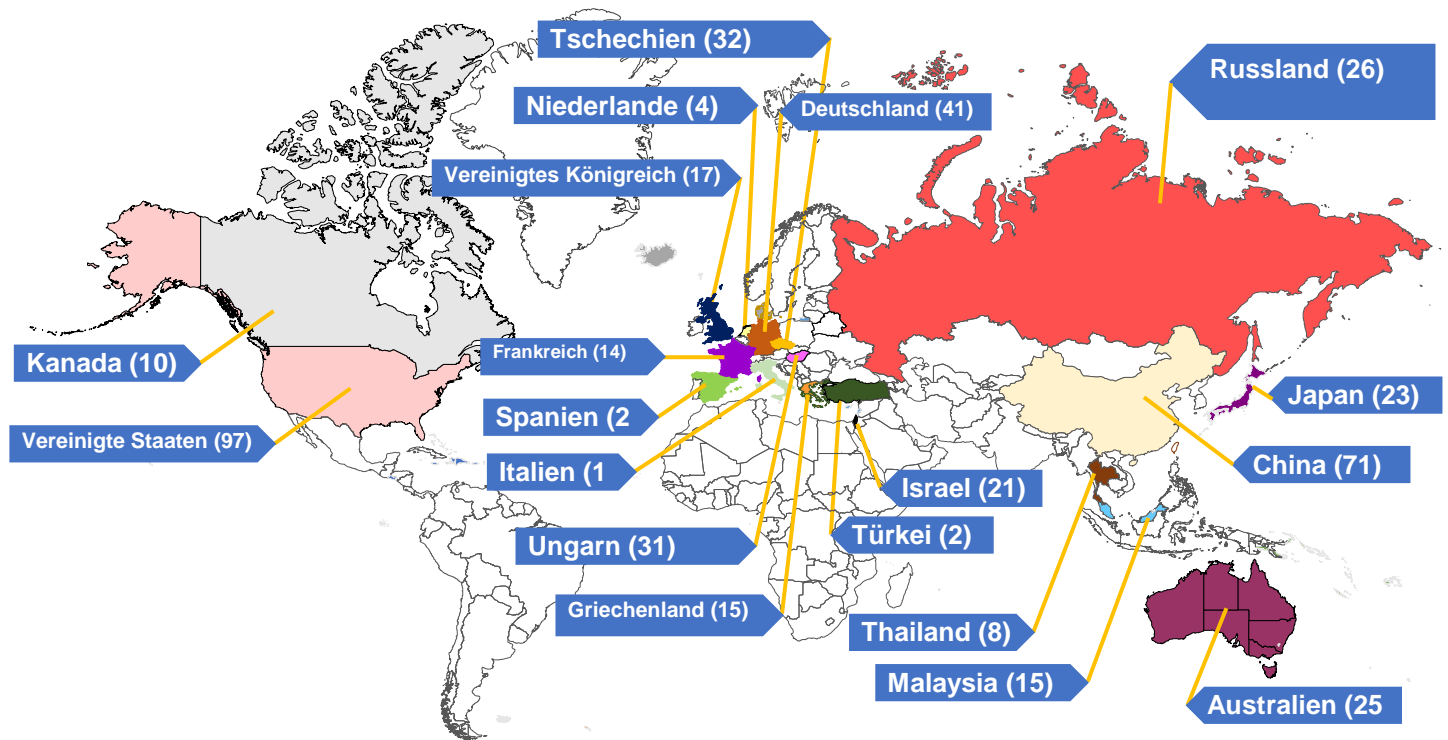 Tschechien (32)
Russland (26)
Niederlande (4)
Deutschland (41)
Vereinigtes Königreich (17)
Kanada (10)
Frankreich (14)
Japan (23)
Spanien (2
Vereinigte Staaten (97)
Italien (1
China (71)
Israel (21)
Ungarn (31)
Türkei (2)
Griechenland (15)
Thailand (8)
Malaysia (15)
Australien (25